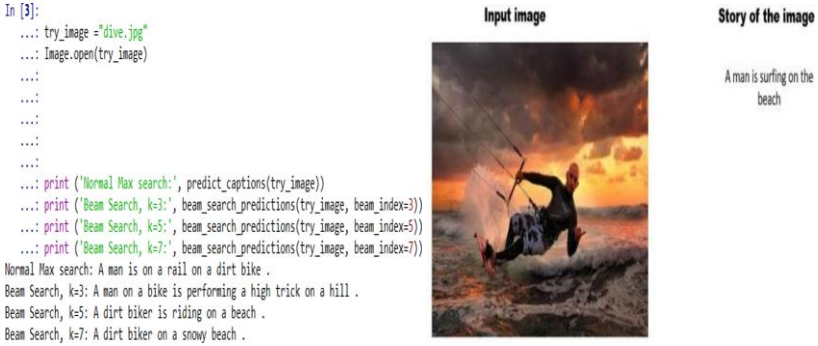 In [3]:
...: try_image ="dive.jpg"
...: Image.open(try_image)
...:
...:
...:
...:
...:
...: print ('Normal Max search:', predict_captions(try_image))
...: print ('Beam Search, k=3:', beam_search_predictions(try_image, beam_index=3))
...: print ('Beam Search, k=5:', beam_search_predictions(try_image, beam_index=5))
...: print ('Beam Search, k=7:', beam_search_predictions(try_image, beam_index=7))
Normal Max search: A man is on a rail on a dirt bike .
Beam Search, k=3: A man on a bike is performing a high trick on a hill .
Beam Search, k=5: A dirt biker is riding on a beach .
Beam Search, k=7: A dirt biker on a snowy beach .
Input image
Story of the image
A man is surfing on the
beach